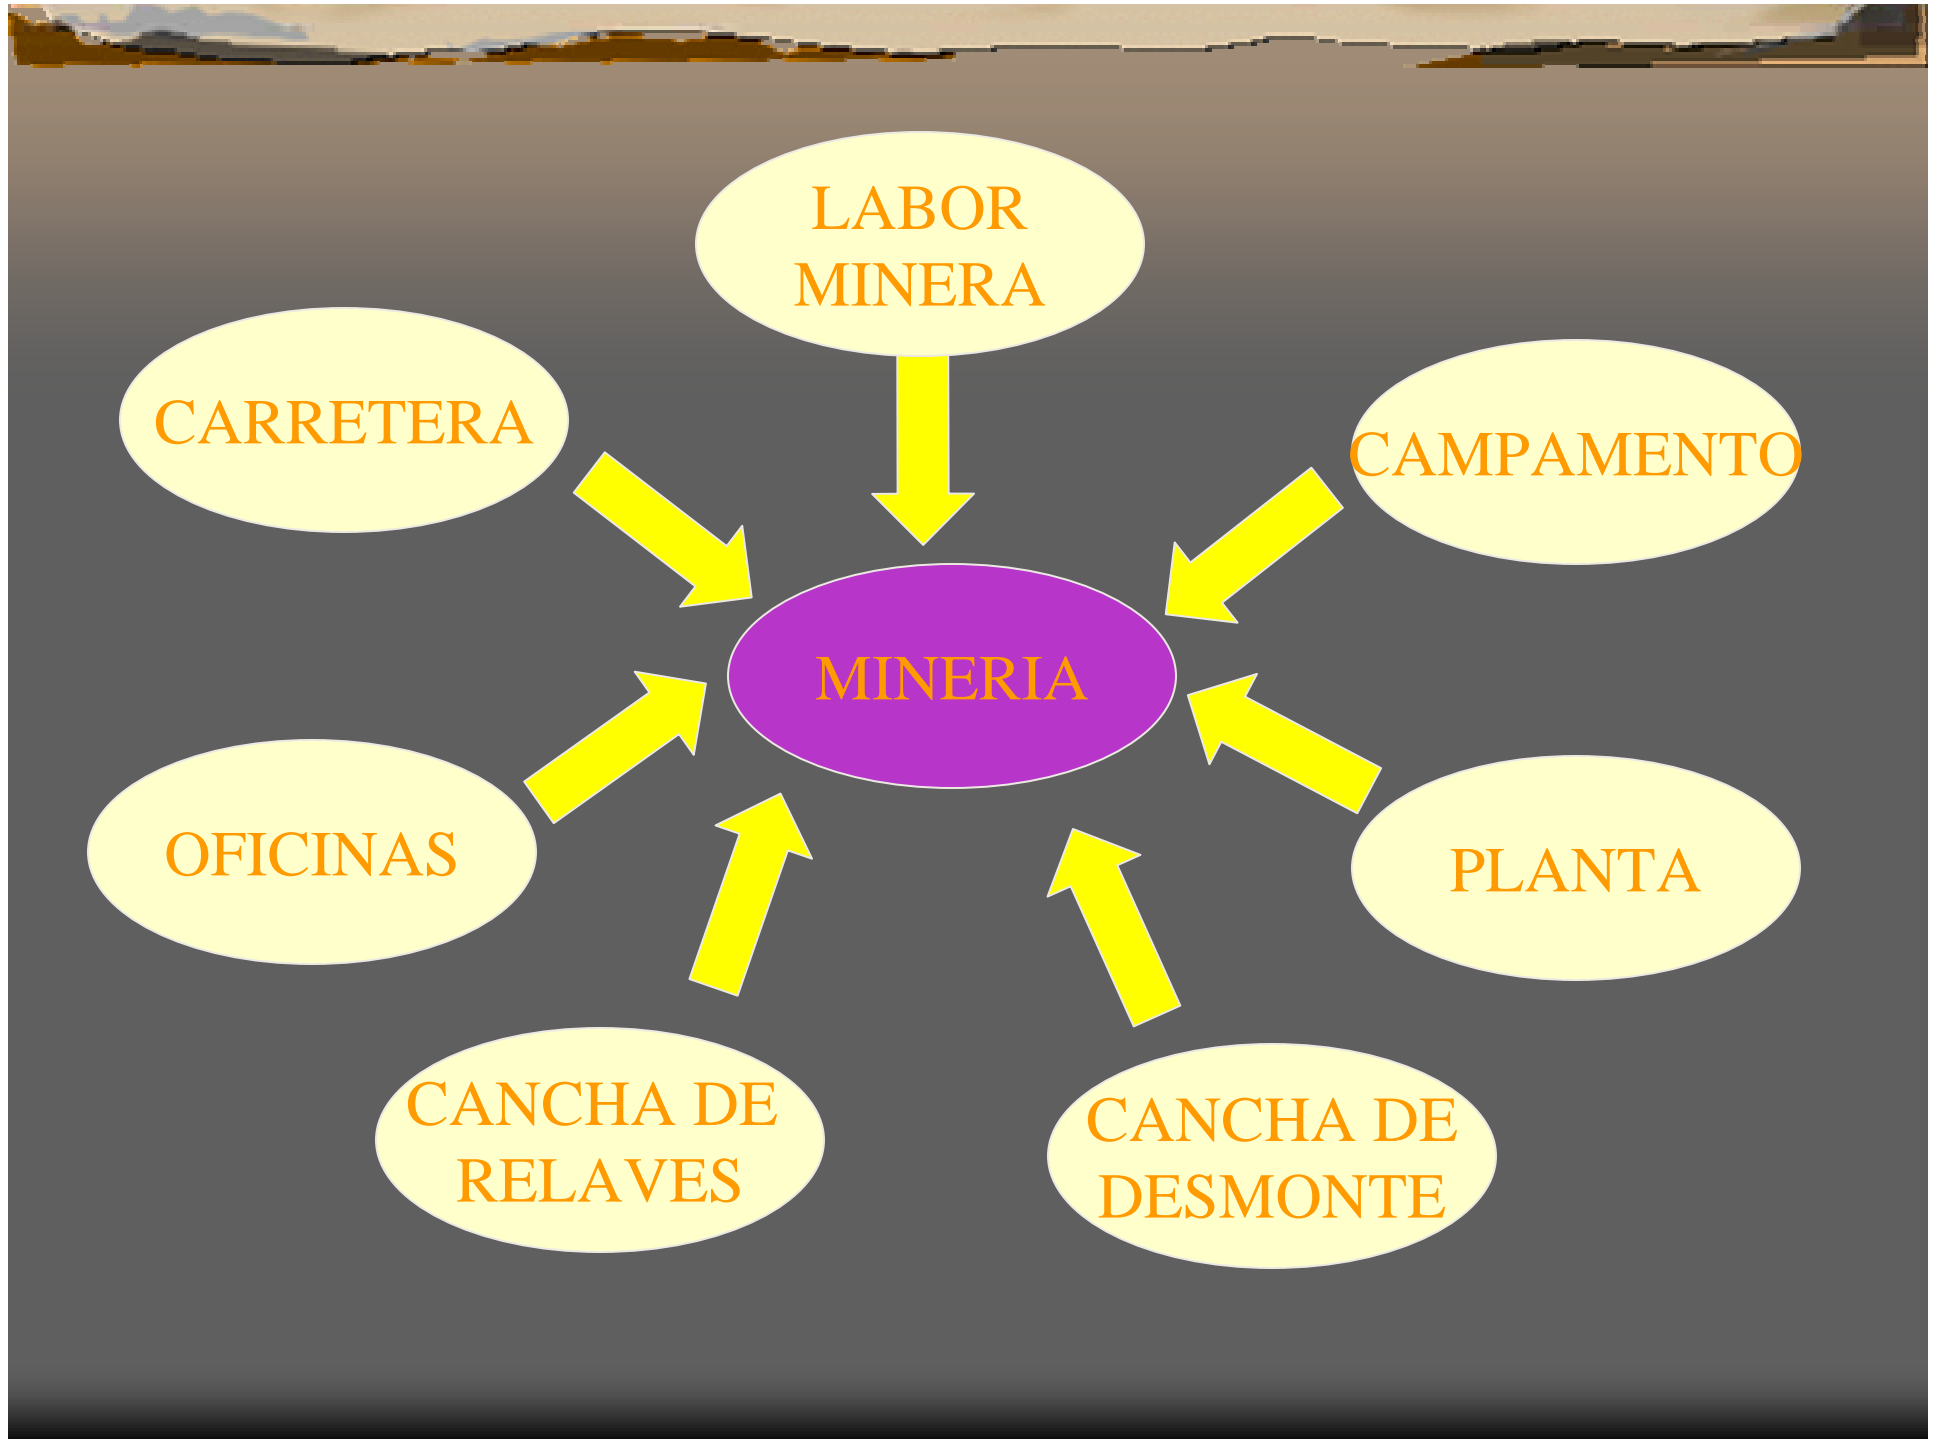 LABOR
MINERA
CARRETERA
CAMPAMENTO
MINERIA
OFICINAS
PLANTA
CANCHA DE
RELAVES
CANCHA DE
DESMONTE